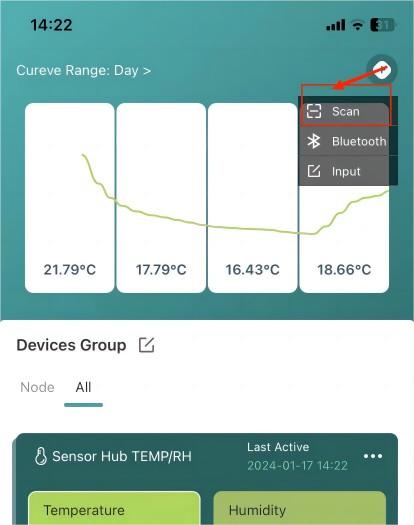 14:22
31
Cureve Range: Day >
Scan
Bluetooth
Input
21.79°C 17.79°C 16.43°C 18.66°C
Devices Group
Node All
Sensor Hub TEMP/RH
Last Active
2024-01-17 14:22
Temperature Humidity